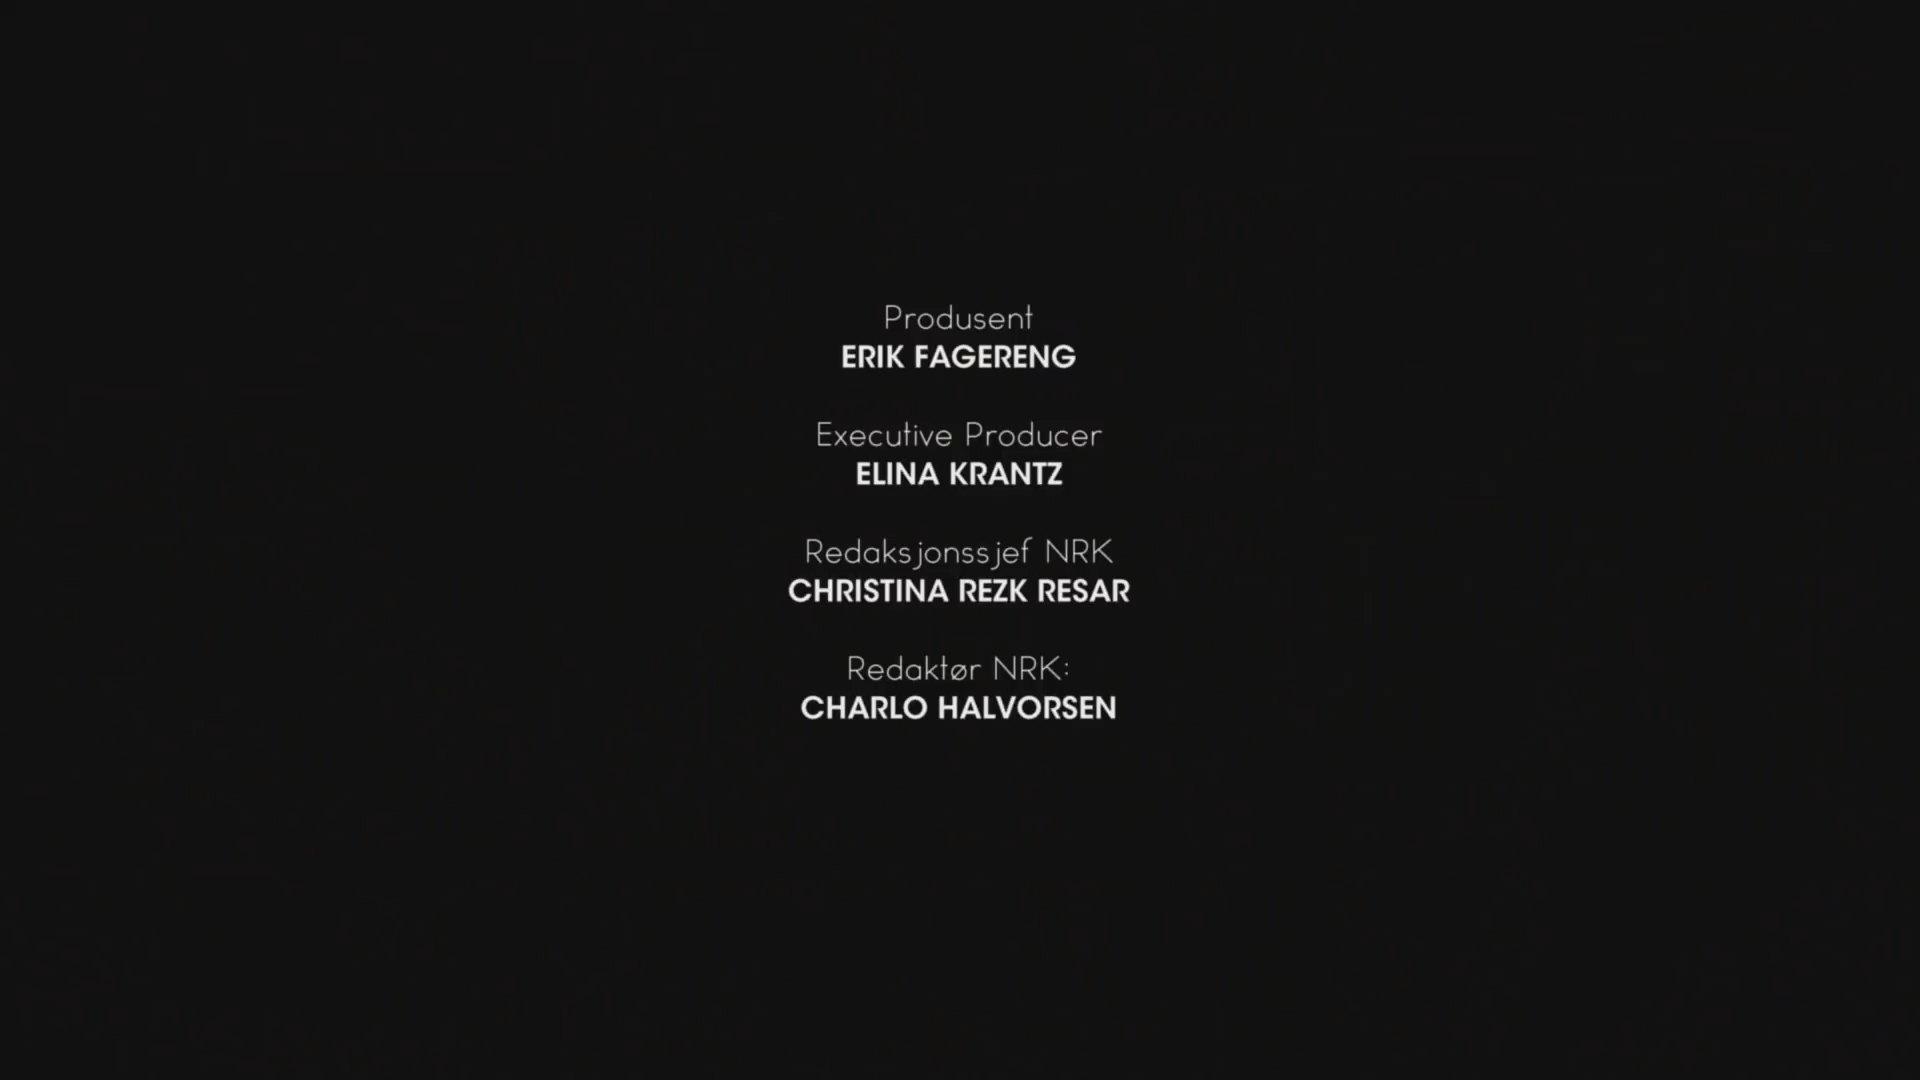 Produsent
ERIK FAGERENG
Executive Producer
ELINA KRANTZ
Redaksjonssjef NRK
CHRISTINA REZK RESAR
Redaktør NRK:
CHARLO HALVORSEN